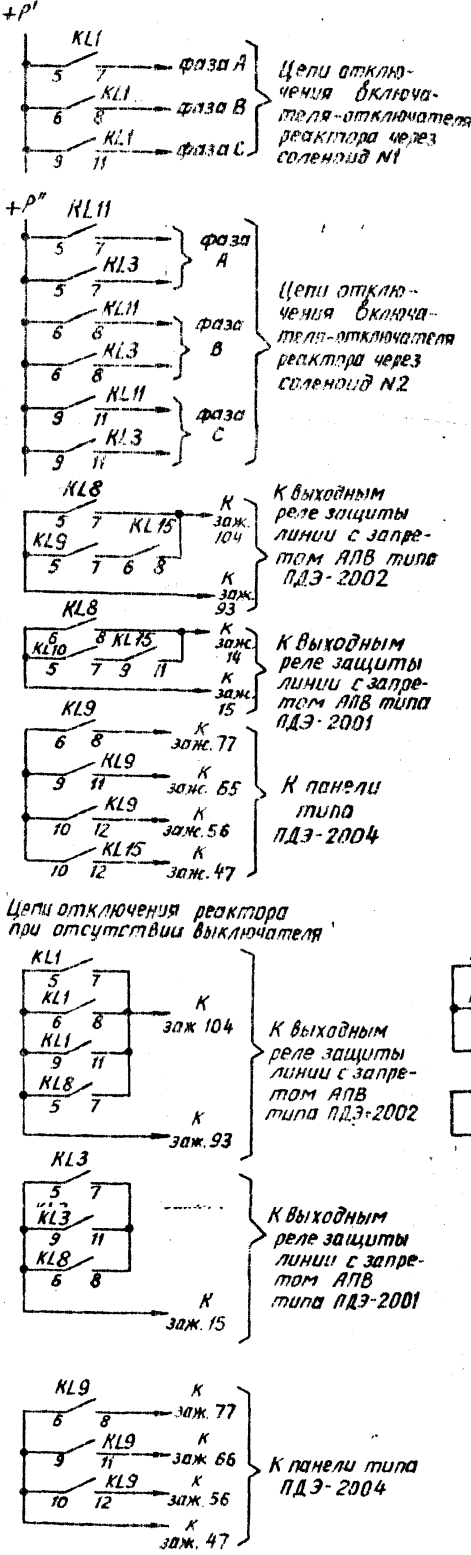 +Р'
KL1
5 7 фаза А
KL1
6 8 фаза В
KL1
9 11 фаза С
Цепи отклю-
чения включа-
теля-отключателя
реактора через
соленоид N1
+Р"
KL11
5 7
KL3
5 7
фаза
А
KL11
6 8
KL3
6 8
фаза
В
KL11
9 11
KL3
9 11
фаза
С
Цепи отклю-
чения включа-
теля-отключателя
реактора через
соленоид N2
KL8
5 7
KL9 KL15
5 7 6 8
К
заж.
104
К
заж.
93
К выходным
реле защиты
линии с запре-
том АПВ типа
ПДЭ-2002
KL8
6 8
KL10 KL15
5 7 9 11
К
заж.
14
К
заж.
15
К выходным
реле защиты
линии с запре-
том АПВ типа
ПДЭ-2001
KL9
6 8
К
заж. 77
KL9
9 11
К
заж. 65
KL9
10 12
К
заж. 56
KL15
10 12
К
заж. 47
К панели
типа
ПДЭ-2004
Цепи отключения реактора
при отсутствии выключателя
KL1
5 7
KL1
6 8
KL1
9 11
KL8
5 7
К
заж 104
К
заж. 93
К выходным
реле защиты
линии с запре-
том АПВ
типа ПДЭ-2002
KL3
5 7
KL3
9 11
KL8
6 8
К
заж. 15
К выходным
реле защиты
линии с запре-
том АПВ
типа ПДЭ-2001
KL9
6 8
К
заж. 77
KL9
9 11
К
заж 66
KL9
10 12
К
заж. 56
К
заж. 47
К панели типа
ПДЭ-2004